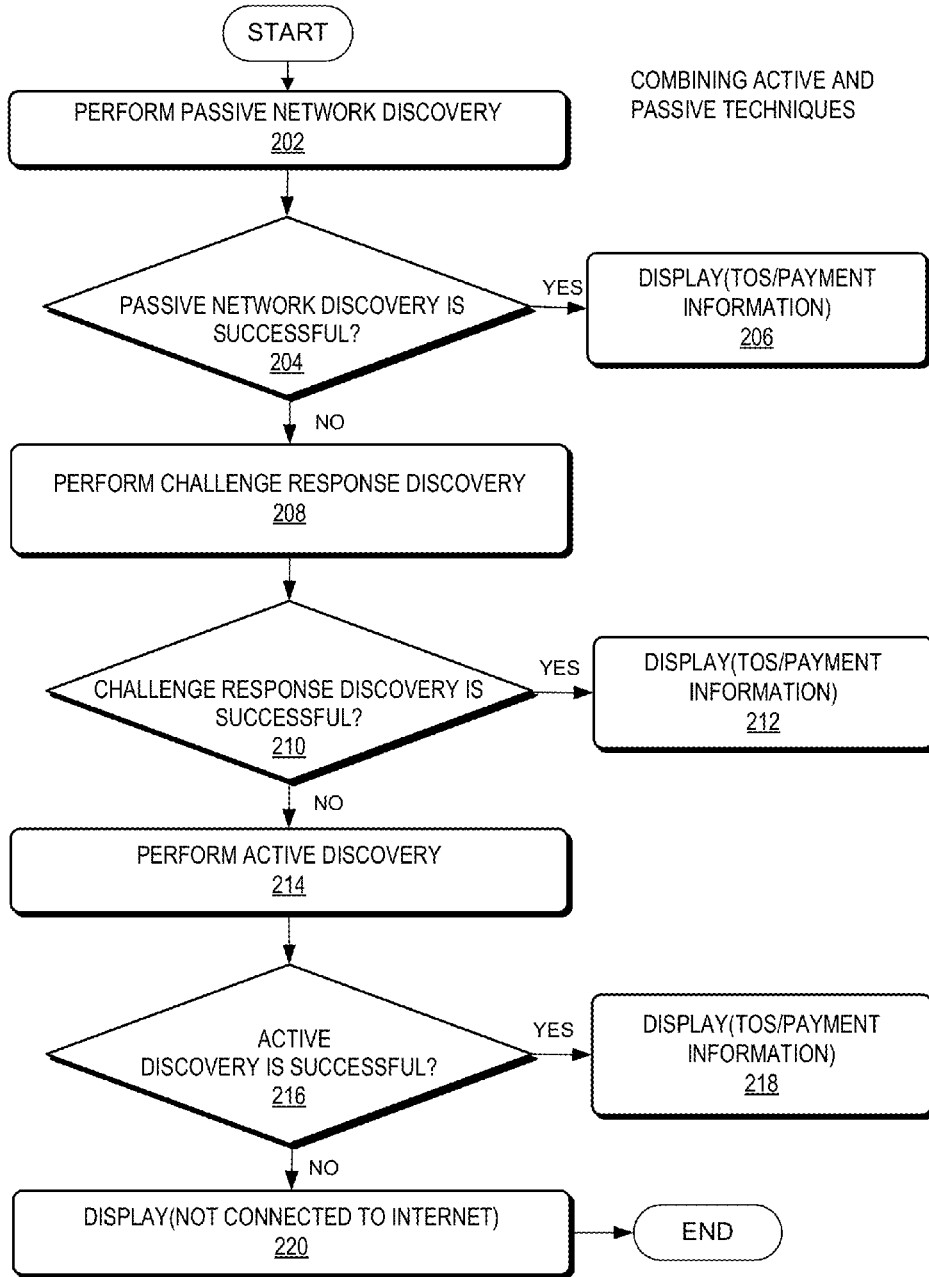 START
COMBINING ACTIVE AND
PASSIVE TECHNIQUES
PERFORM PASSIVE NETWORK DISCOVERY
202
PASSIVE NETWORK DISCOVERY IS
SUCCESSFUL?
204
YES
DISPLAY(TOS/PAYMENT
INFORMATION)
206
NO
PERFORM CHALLENGE RESPONSE DISCOVERY
208
CHALLENGE RESPONSE DISCOVERY IS
SUCCESSFUL?
210
YES
DISPLAY(TOS/PAYMENT
INFORMATION)
212
NO
PERFORM ACTIVE DISCOVERY
214
ACTIVE
DISCOVERY IS SUCCESSFUL?
216
YES
DISPLAY(TOS/PAYMENT
INFORMATION)
218
NO
DISPLAY(NOT CONNECTED TO INTERNET)
220
END